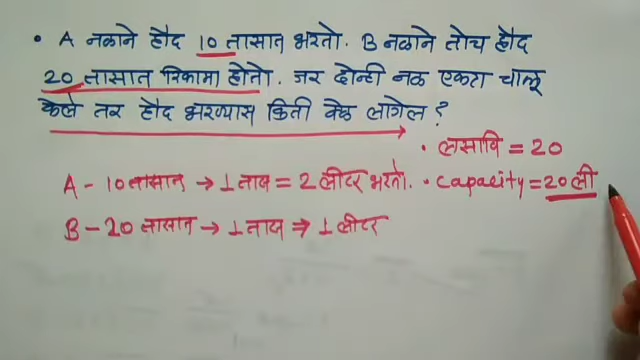 • A नळाने हौद 10 तासात भरतो. B नळाने तोच हौद
20 तासात रिकामा होतो. जर दोन्ही नळ एकदा चालू
केले तर हौद भरण्यास किती वेळ लागेल?
• लसावि = 20
A - 10 तासात → 1 तास = 2 लीटर भरतो. • Capacity = 20 ली
B - 20 तासात → 1 तास ⇒ 1 लीटर